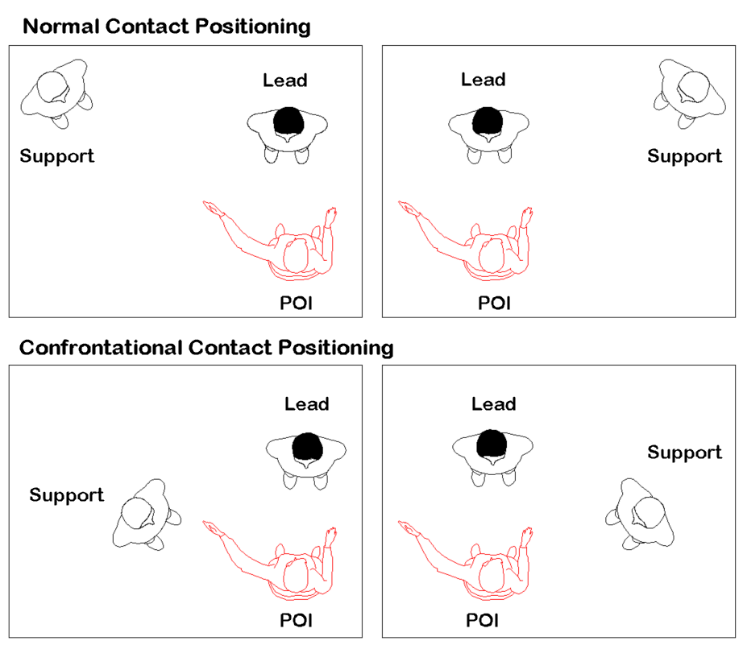 Normal Contact Positioning
Lead
Support
POI
Lead
Support
POI
Confrontational Contact Positioning
Lead
Support
POI
Lead
Support
POI